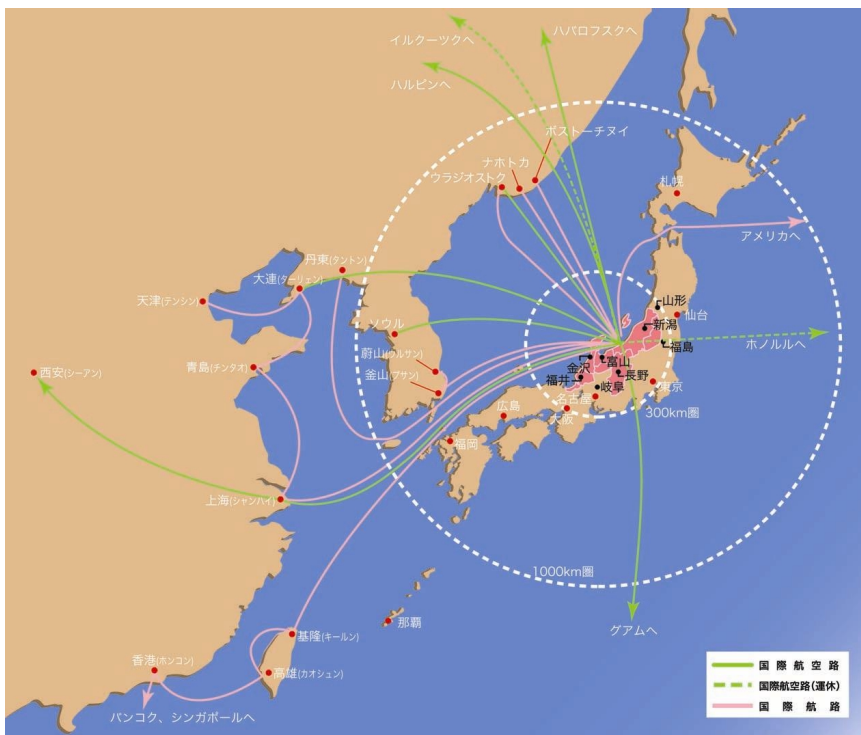 イルクーツクへ
ハバロフスクへ
ハルビンへ
ボストーチヌイ
ナホトカ
ウラジオストク
札幌
アメリカへ
丹東(タントン)
大連(ターリェン)
天津(テンシン)
山形
仙台
新潟
ソウル
福島
ホノルルへ
蔚山(ウルサン)
金沢
富山
青島(チンタオ)
西安(シーアン)
釜山(プサン)
福井
長野
岐阜
東京
名古屋
広島
大阪
300km圏
福岡
上海(シャンハイ)
1000km圏
那覇
グアムへ
基隆(キールン)
香港(ホンコン)
高雄(カオシュン)
バンコク、シンガポールへ
国際航空路
国際航空路(運休)
国際航路